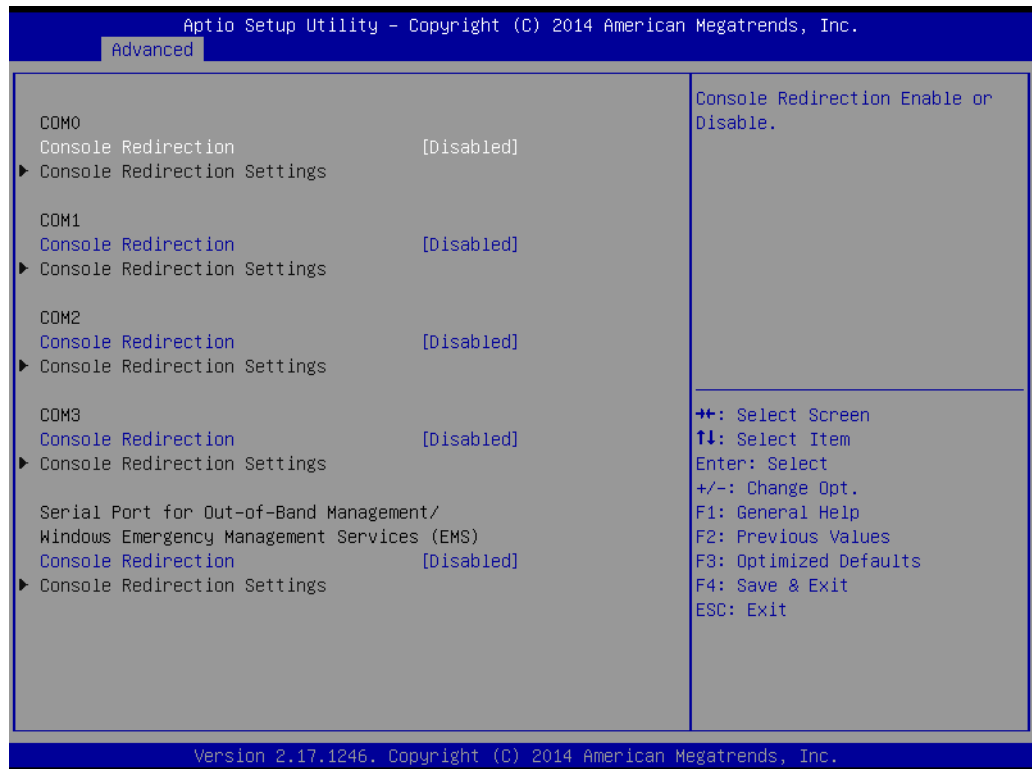 Aptio Setup Utility – Copyright (C) 2014 American Megatrends, Inc.
Advanced
COM0
Console Redirection [Disabled]
▶ Console Redirection Settings
COM1
Console Redirection [Disabled]
▶ Console Redirection Settings
COM2
Console Redirection [Disabled]
▶ Console Redirection Settings
COM3
Console Redirection [Disabled]
▶ Console Redirection Settings
Serial Port for Out-of-Band Management/
Windows Emergency Management Services (EMS)
Console Redirection [Disabled]
▶ Console Redirection Settings
Console Redirection Enable or
Disable.
→←: Select Screen
↑↓: Select Item
Enter: Select
+/-: Change Opt.
F1: General Help
F2: Previous Values
F3: Optimized Defaults
F4: Save & Exit
ESC: Exit
Version 2.17.1246. Copyright (C) 2014 American Megatrends, Inc.